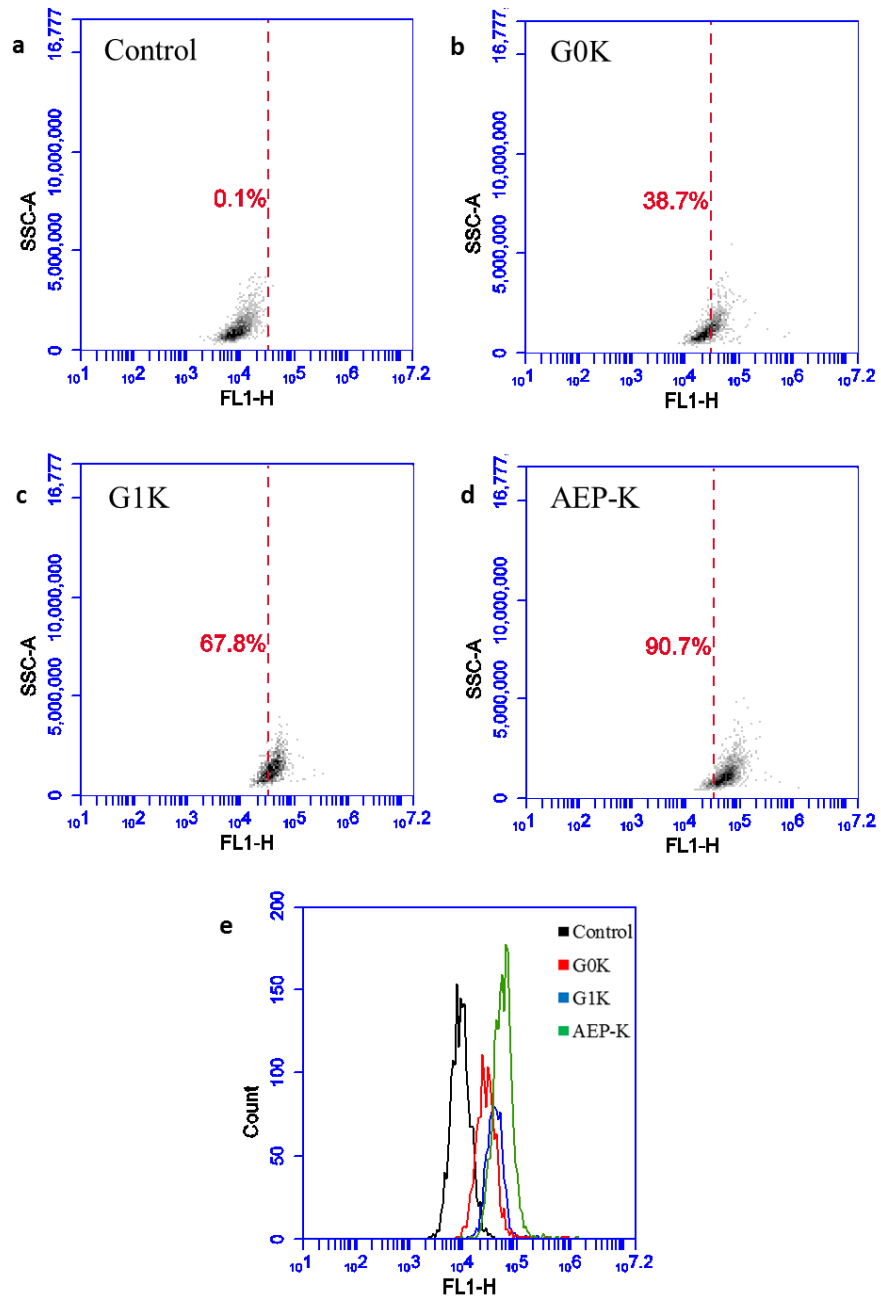 a
Control
16,777
10,000,000
5,000,000
0
SSC-A
0.1%
10^1 10^2 10^3 10^4 10^5 10^6 10^7.2
FL1-H
b
G0K
16,777
10,000,000
5,000,000
0
SSC-A
38.7%
10^1 10^2 10^3 10^4 10^5 10^6 10^7.2
FL1-H
c
G1K
16,777
10,000,000
5,000,000
0
SSC-A
67.8%
10^1 10^2 10^3 10^4 10^5 10^6 10^7.2
FL1-H
d
AEP-K
16,777
10,000,000
5,000,000
0
SSC-A
90.7%
10^1 10^2 10^3 10^4 10^5 10^6 10^7.2
FL1-H
e
200
150
100
50
0
Count
Control
G0K
G1K
AEP-K
10^1 10^2 10^3 10^4 10^5 10^6 10^7.2
FL1-H